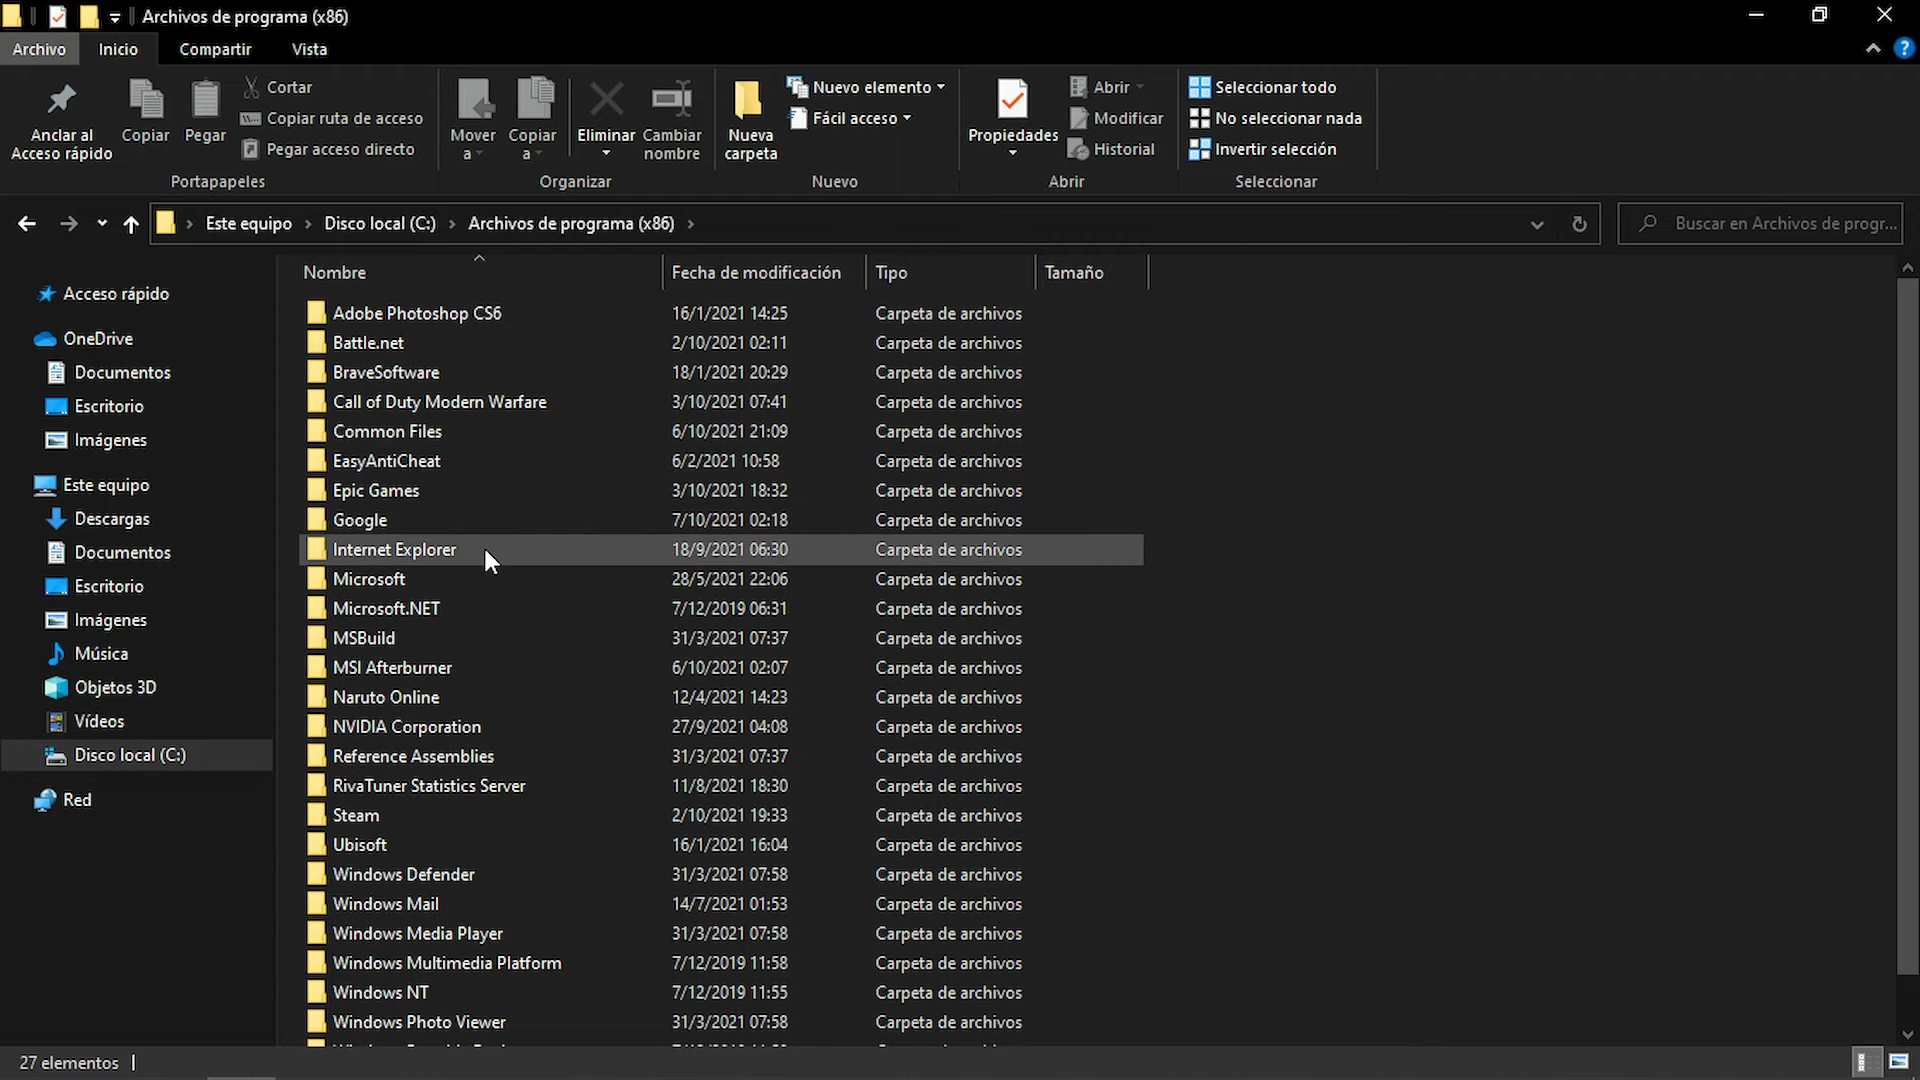 Archivos de programa (x86)
Archivo Inicio Compartir Vista
Anclar al Acceso rápido
Copiar
Pegar
Cortar
Copiar ruta de acceso
Pegar acceso directo
Portapapeles
Mover a
Copiar a
Eliminar
Cambiar nombre
Organizar
Nueva carpeta
Nuevo elemento
Fácil acceso
Nuevo
Propiedades
Abrir
Modificar
Historial
Abrir
Seleccionar todo
No seleccionar nada
Invertir selección
Seleccionar
Este equipo > Disco local (C:) > Archivos de programa (x86) >
Buscar en Archivos de progr...
Acceso rápido
OneDrive
Documentos
Escritorio
Imágenes
Este equipo
Descargas
Documentos
Escritorio
Imágenes
Música
Objetos 3D
Vídeos
Disco local (C:)
Red
Nombre Fecha de modificación Tipo Tamaño
Adobe Photoshop CS6 16/1/2021 14:25 Carpeta de archivos
Battle.net 2/10/2021 02:11 Carpeta de archivos
BraveSoftware 18/1/2021 20:29 Carpeta de archivos
Call of Duty Modern Warfare 3/10/2021 07:41 Carpeta de archivos
Common Files 6/10/2021 21:09 Carpeta de archivos
EasyAntiCheat 6/2/2021 10:58 Carpeta de archivos
Epic Games 3/10/2021 18:32 Carpeta de archivos
Google 7/10/2021 02:18 Carpeta de archivos
Internet Explorer 18/9/2021 06:30 Carpeta de archivos
Microsoft 28/5/2021 22:06 Carpeta de archivos
Microsoft.NET 7/12/2019 06:31 Carpeta de archivos
MSBuild 31/3/2021 07:37 Carpeta de archivos
MSI Afterburner 6/10/2021 02:07 Carpeta de archivos
Naruto Online 12/4/2021 14:23 Carpeta de archivos
NVIDIA Corporation 27/9/2021 04:08 Carpeta de archivos
Reference Assemblies 31/3/2021 07:37 Carpeta de archivos
RivaTuner Statistics Server 11/8/2021 18:30 Carpeta de archivos
Steam 2/10/2021 19:33 Carpeta de archivos
Ubisoft 16/1/2021 16:04 Carpeta de archivos
Windows Defender 31/3/2021 07:58 Carpeta de archivos
Windows Mail 14/7/2021 01:53 Carpeta de archivos
Windows Media Player 31/3/2021 07:58 Carpeta de archivos
Windows Multimedia Platform 7/12/2019 11:58 Carpeta de archivos
Windows NT 7/12/2019 11:55 Carpeta de archivos
Windows Photo Viewer 31/3/2021 07:58 Carpeta de archivos
27 elementos